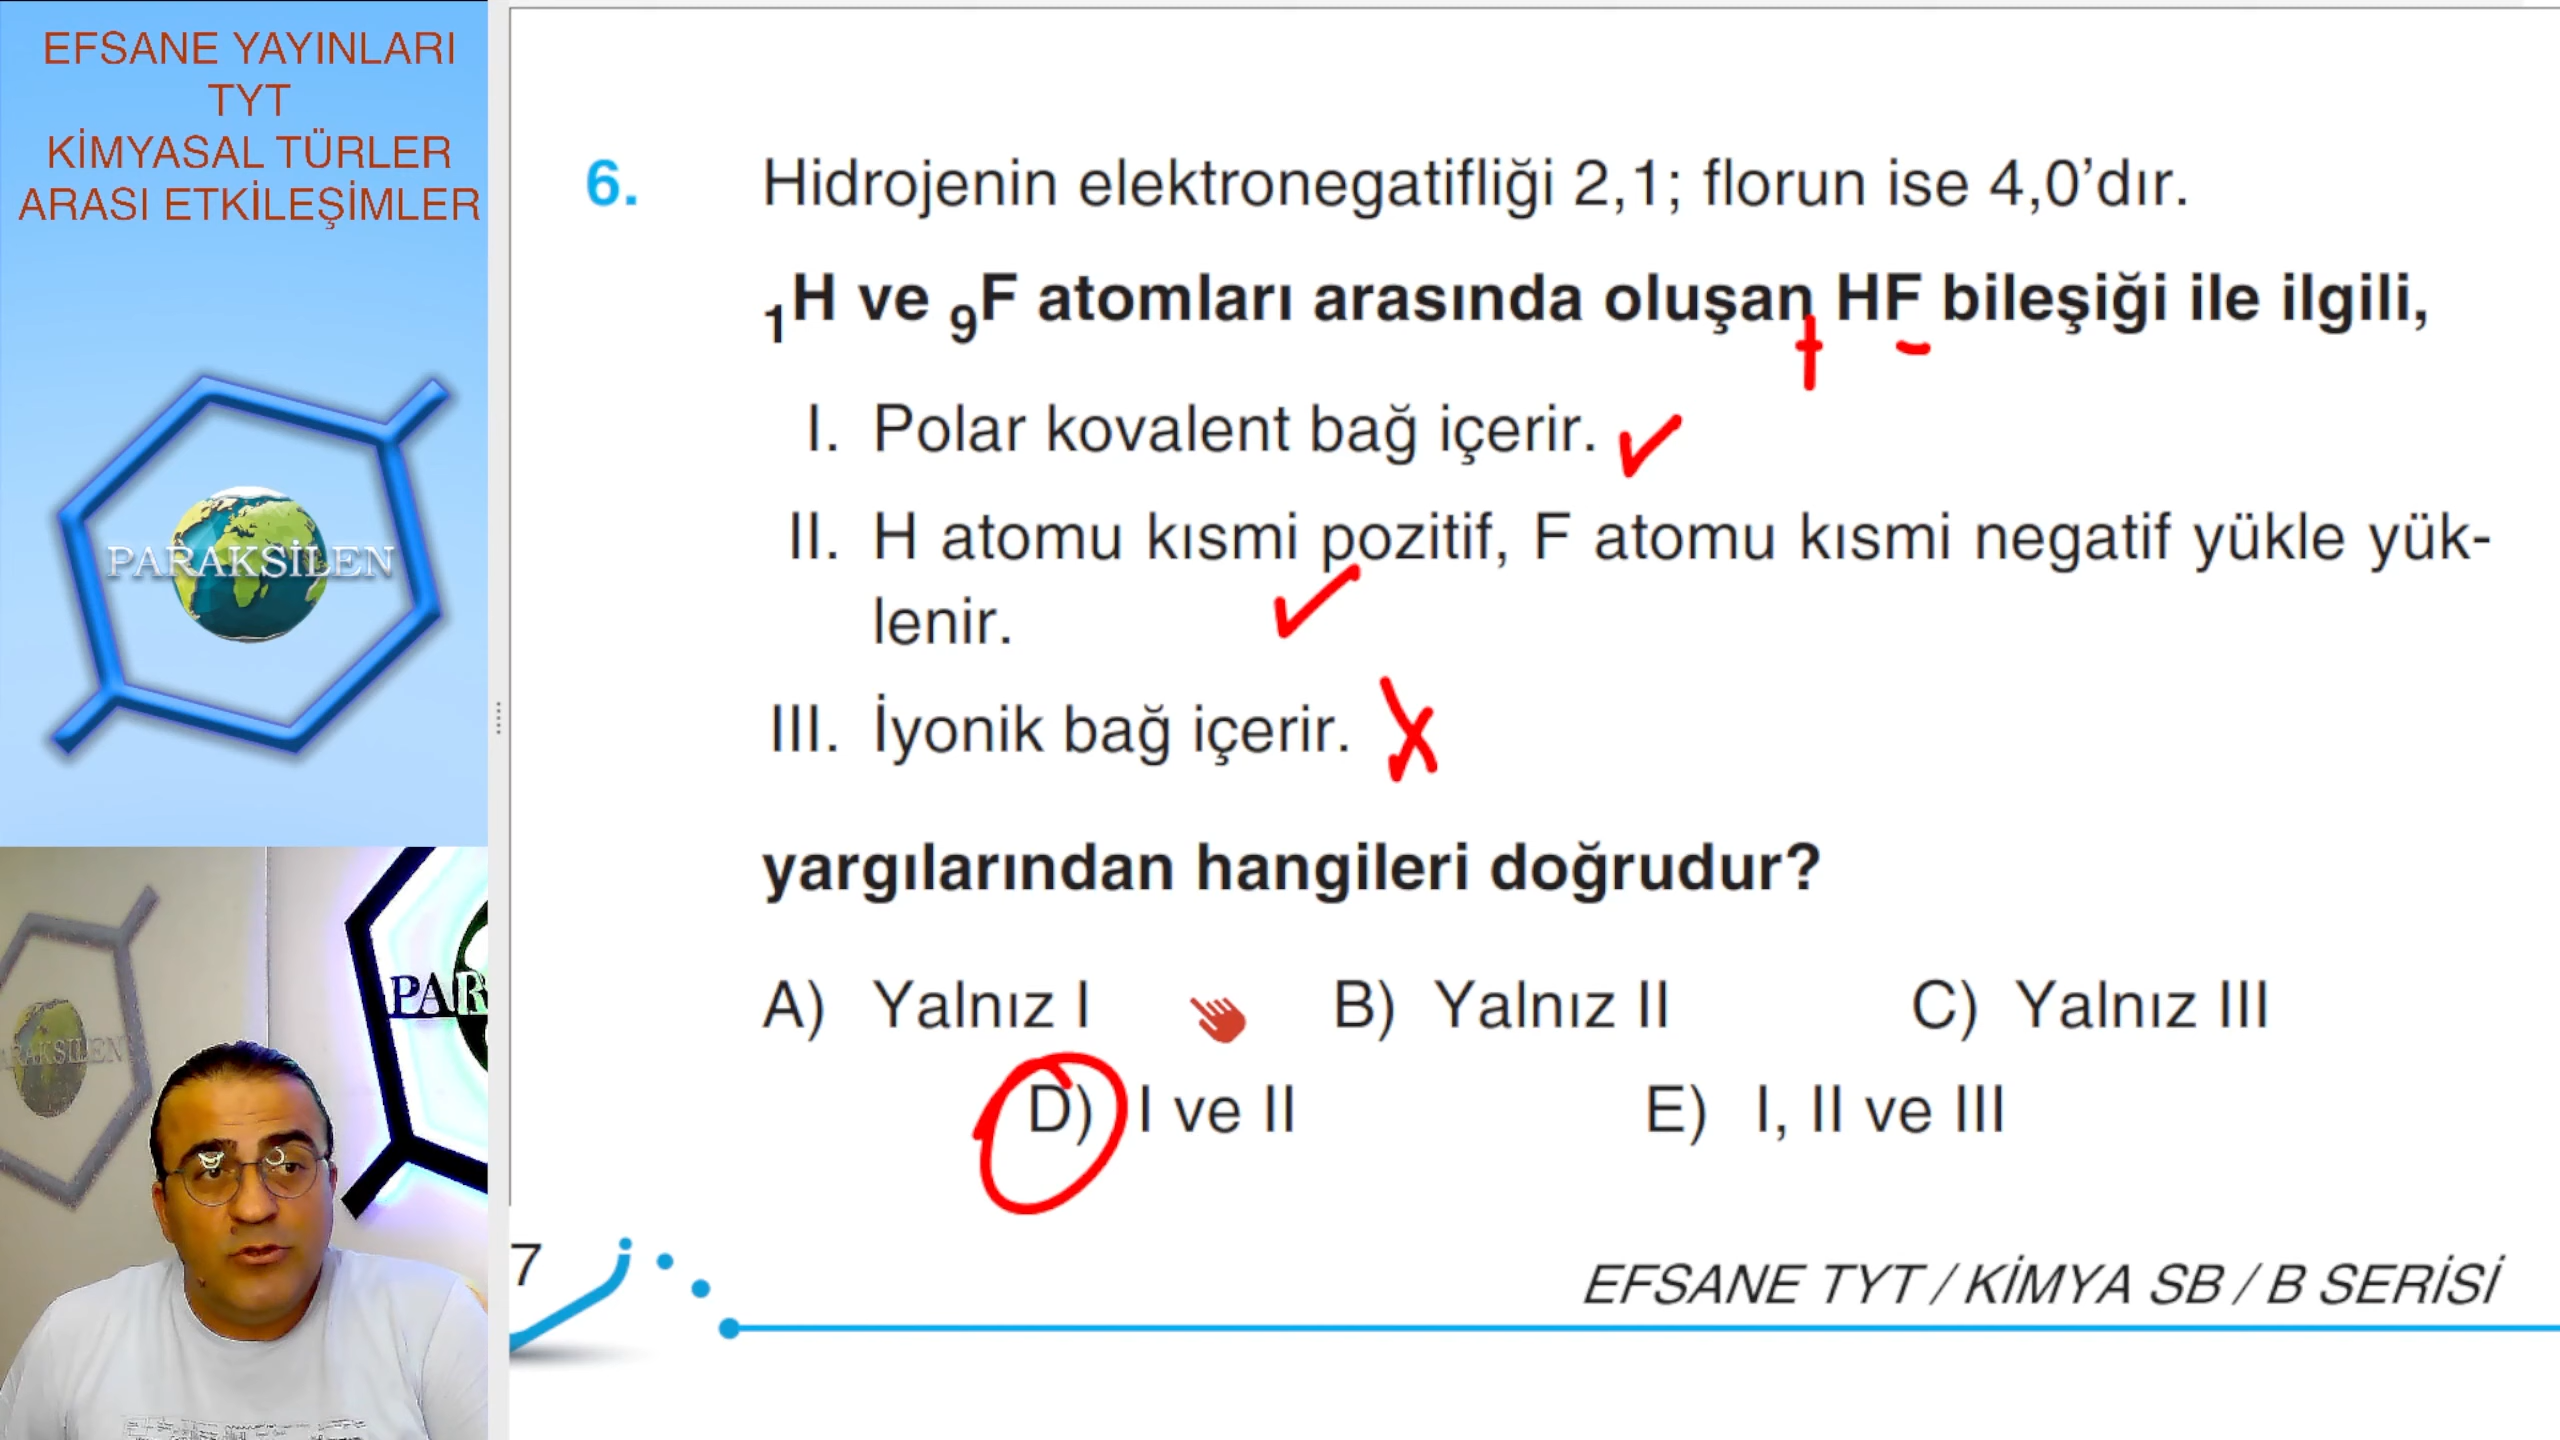 EFSANE YAYINLARI
TYT
KİMYASAL TÜRLER
ARASI ETKİLEŞİMLER
PARAKSİLEN
6. Hidrojenin elektronegatifliği 2,1; florun ise 4,0’dır.
₁H ve ₉F atomları arasında oluşan HF bileşiği ile ilgili,
+ -
I. Polar kovalent bağ içerir. ✓
II. H atomu kısmi pozitif, F atomu kısmi negatif yükle yük-
lenir. ✓
III. İyonik bağ içerir. X
yargılarından hangileri doğrudur?
A) Yalnız I B) Yalnız II C) Yalnız III
D) I ve II E) I, II ve III
7
EFSANE TYT / KİMYA SB / B SERİSİ
PAR
ARAKSILEN